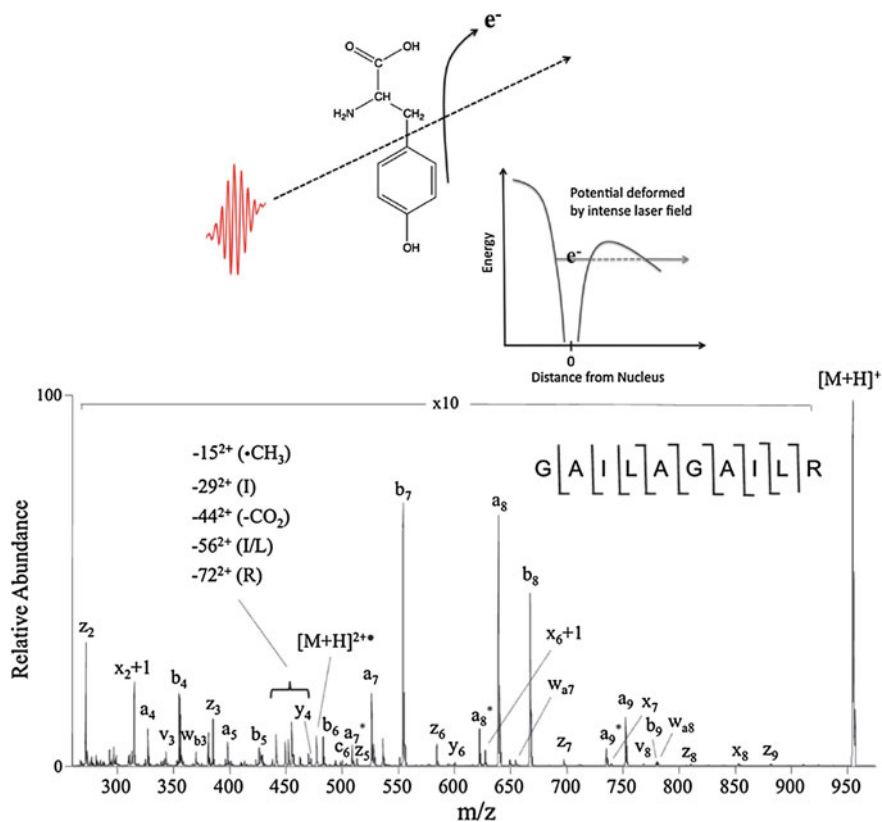 e-
O
OH
C
CH
H₂N
CH₂
OH
Potential deformed
by intense laser field
Energy
e-
0
Distance from Nucleus
[M+H]⁺
100
x10
-15²⁺ (•CH₃)
-29²⁺ (I)
-44²⁺ (-CO₂)
-56²⁺ (I/L)
-72²⁺ (R)
G A I L A G A I L R
b₇
a₈
b₈
Relative Abundance
[M+H]²⁺•
x₆+1
z₂
x₂+1
b₄
z₃
a₇
wₐ₇
a₄
v₃
w_b3
a₅
b₅
y₄
b₆
c₆
a₇*
z₅
z₆
y₆
a₈*
z₇
a₉
x₇
a₉*
v₈
b₉
wₐ₈
z₈
x₈
z₉
0
300 350 400 450 500 550 600 650 700 750 800 850 900 950
m/z